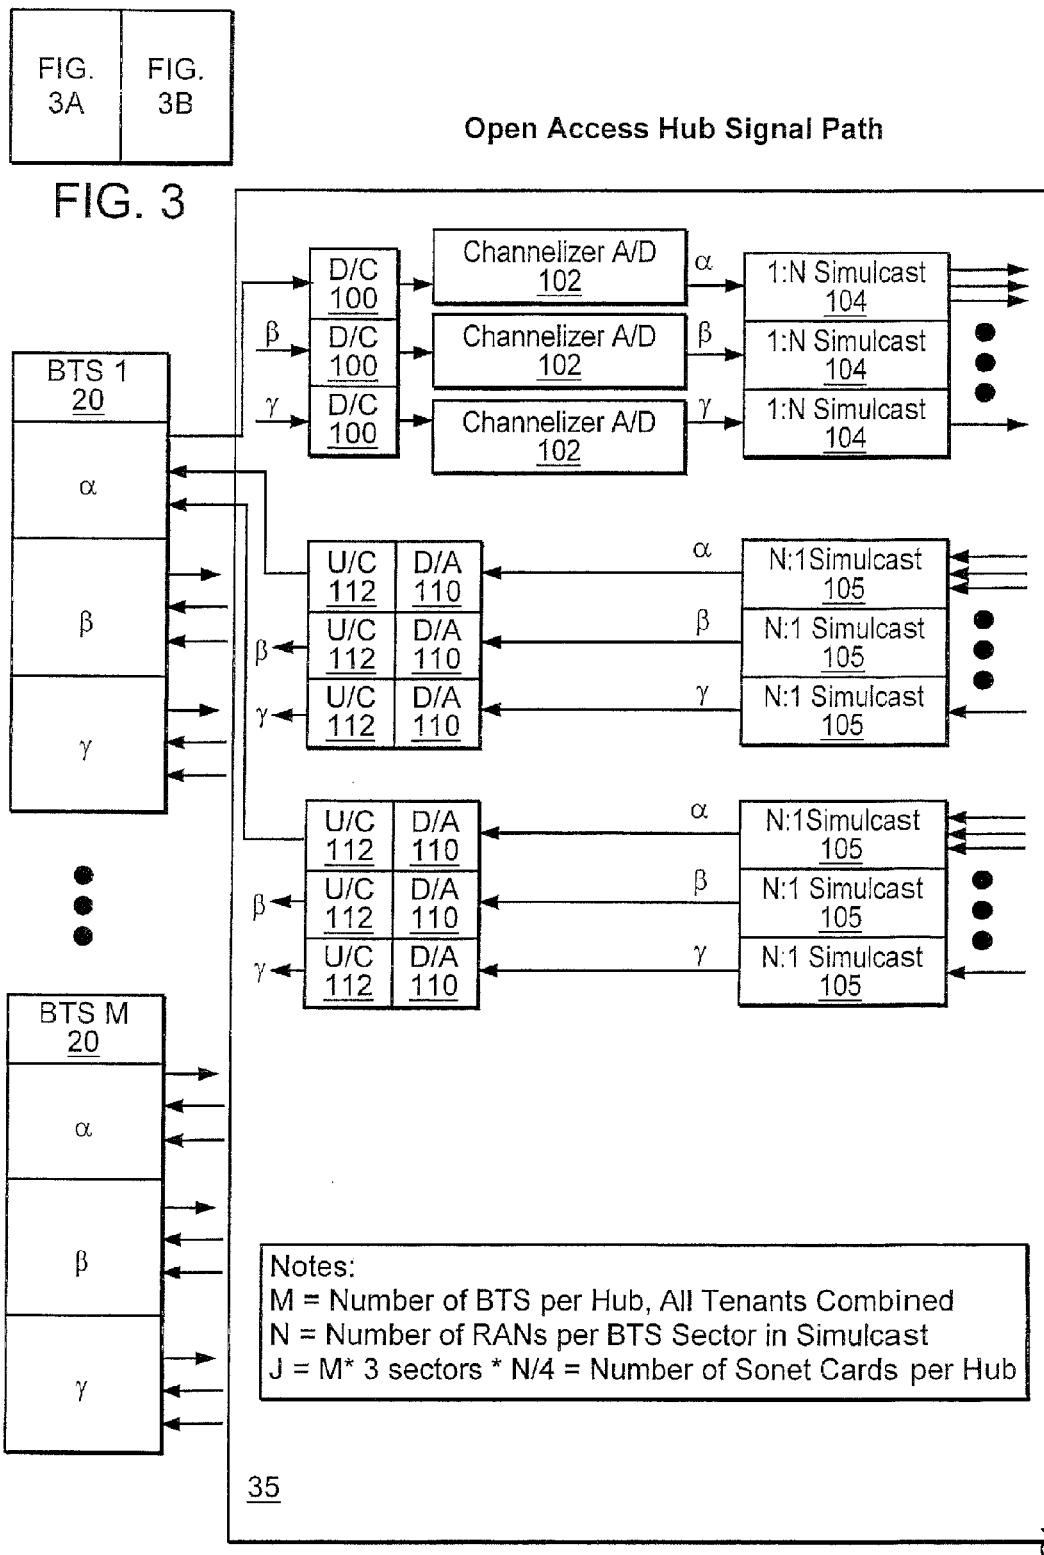 FIG. 3A
FIG. 3B
FIG. 3
Open Access Hub Signal Path
D/C 100
Channelizer A/D 102
α
1:N Simulcast 104
β
D/C 100
Channelizer A/D 102
β
1:N Simulcast 104
γ
D/C 100
Channelizer A/D 102
γ
1:N Simulcast 104
BTS 1
20
α
β
γ
U/C 112
D/A 110
α
N:1Simulcast 105
β
U/C 112
D/A 110
β
N:1 Simulcast 105
γ
U/C 112
D/A 110
γ
N:1 Simulcast 105
U/C 112
D/A 110
α
N:1Simulcast 105
β
U/C 112
D/A 110
β
N:1 Simulcast 105
γ
U/C 112
D/A 110
γ
N:1 Simulcast 105
BTS M
20
α
β
γ
Notes:
M = Number of BTS per Hub, All Tenants Combined
N = Number of RANs per BTS Sector in Simulcast
J = M* 3 sectors * N/4 = Number of Sonet Cards per Hub
35